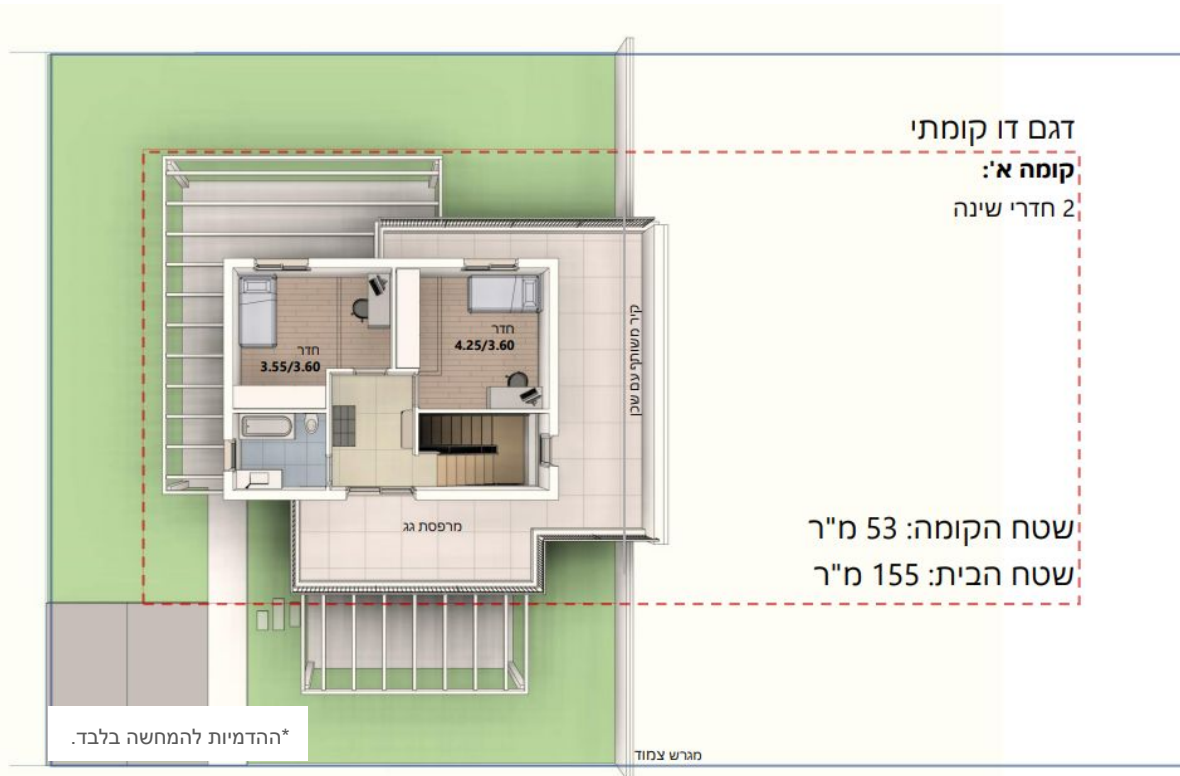 דגם דו קומתי
קומה א':
2 חדרי שינה
קיר משותף עם שכן
חדר
4.25/3.60
חדר
3.55/3.60
מרפסת גג
שטח הקומה: 53 מ"ר
שטח הבית: 155 מ"ר
*ההדמיות להמחשה בלבד.
מגרש צמוד